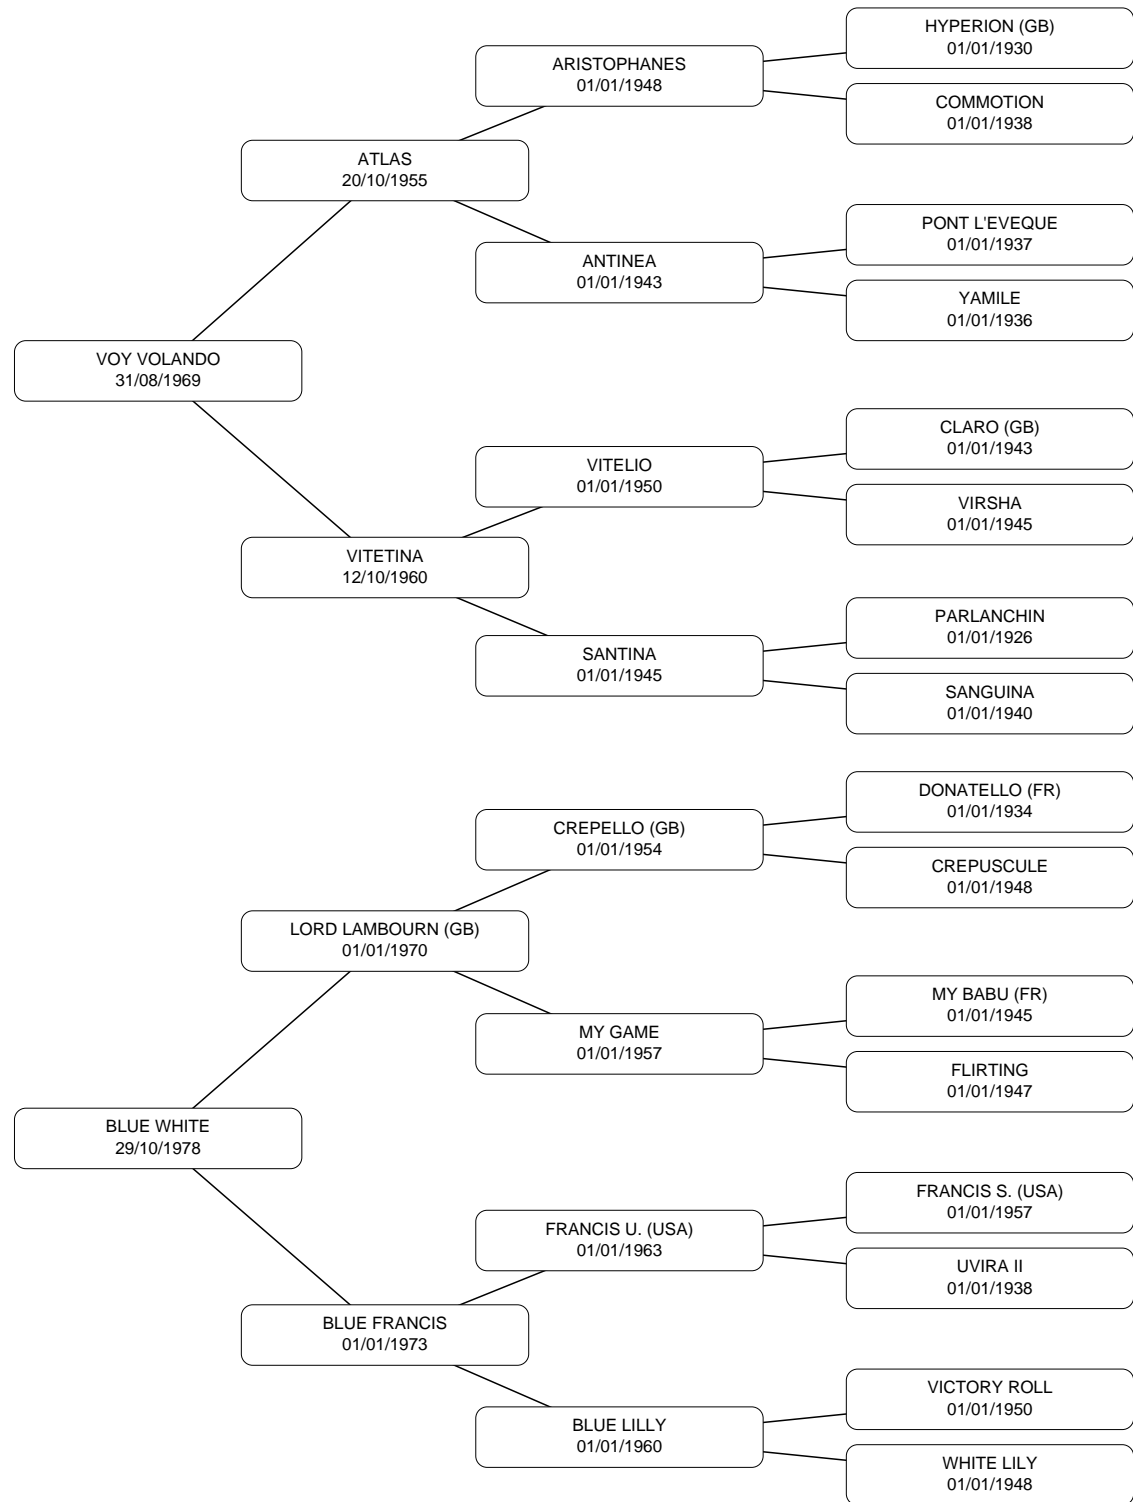 HYPERION (GB)
01/01/1930
ARISTOPHANES
01/01/1948
COMMOTION
01/01/1938
ATLAS
20/10/1955
PONT L'EVEQUE
01/01/1937
ANTINEA
01/01/1943
YAMILE
01/01/1936
VOY VOLANDO
31/08/1969
CLARO (GB)
01/01/1943
VITELIO
01/01/1950
VIRSHA
01/01/1945
VITETINA
12/10/1960
PARLANCHIN
01/01/1926
SANTINA
01/01/1945
SANGUINA
01/01/1940
DONATELLO (FR)
01/01/1934
CREPELLO (GB)
01/01/1954
CREPUSCULE
01/01/1948
LORD LAMBOURN (GB)
01/01/1970
MY BABU (FR)
01/01/1945
MY GAME
01/01/1957
FLIRTING
01/01/1947
BLUE WHITE
29/10/1978
FRANCIS S. (USA)
01/01/1957
FRANCIS U. (USA)
01/01/1963
UVIRA II
01/01/1938
BLUE FRANCIS
01/01/1973
VICTORY ROLL
01/01/1950
BLUE LILLY
01/01/1960
WHITE LILY
01/01/1948